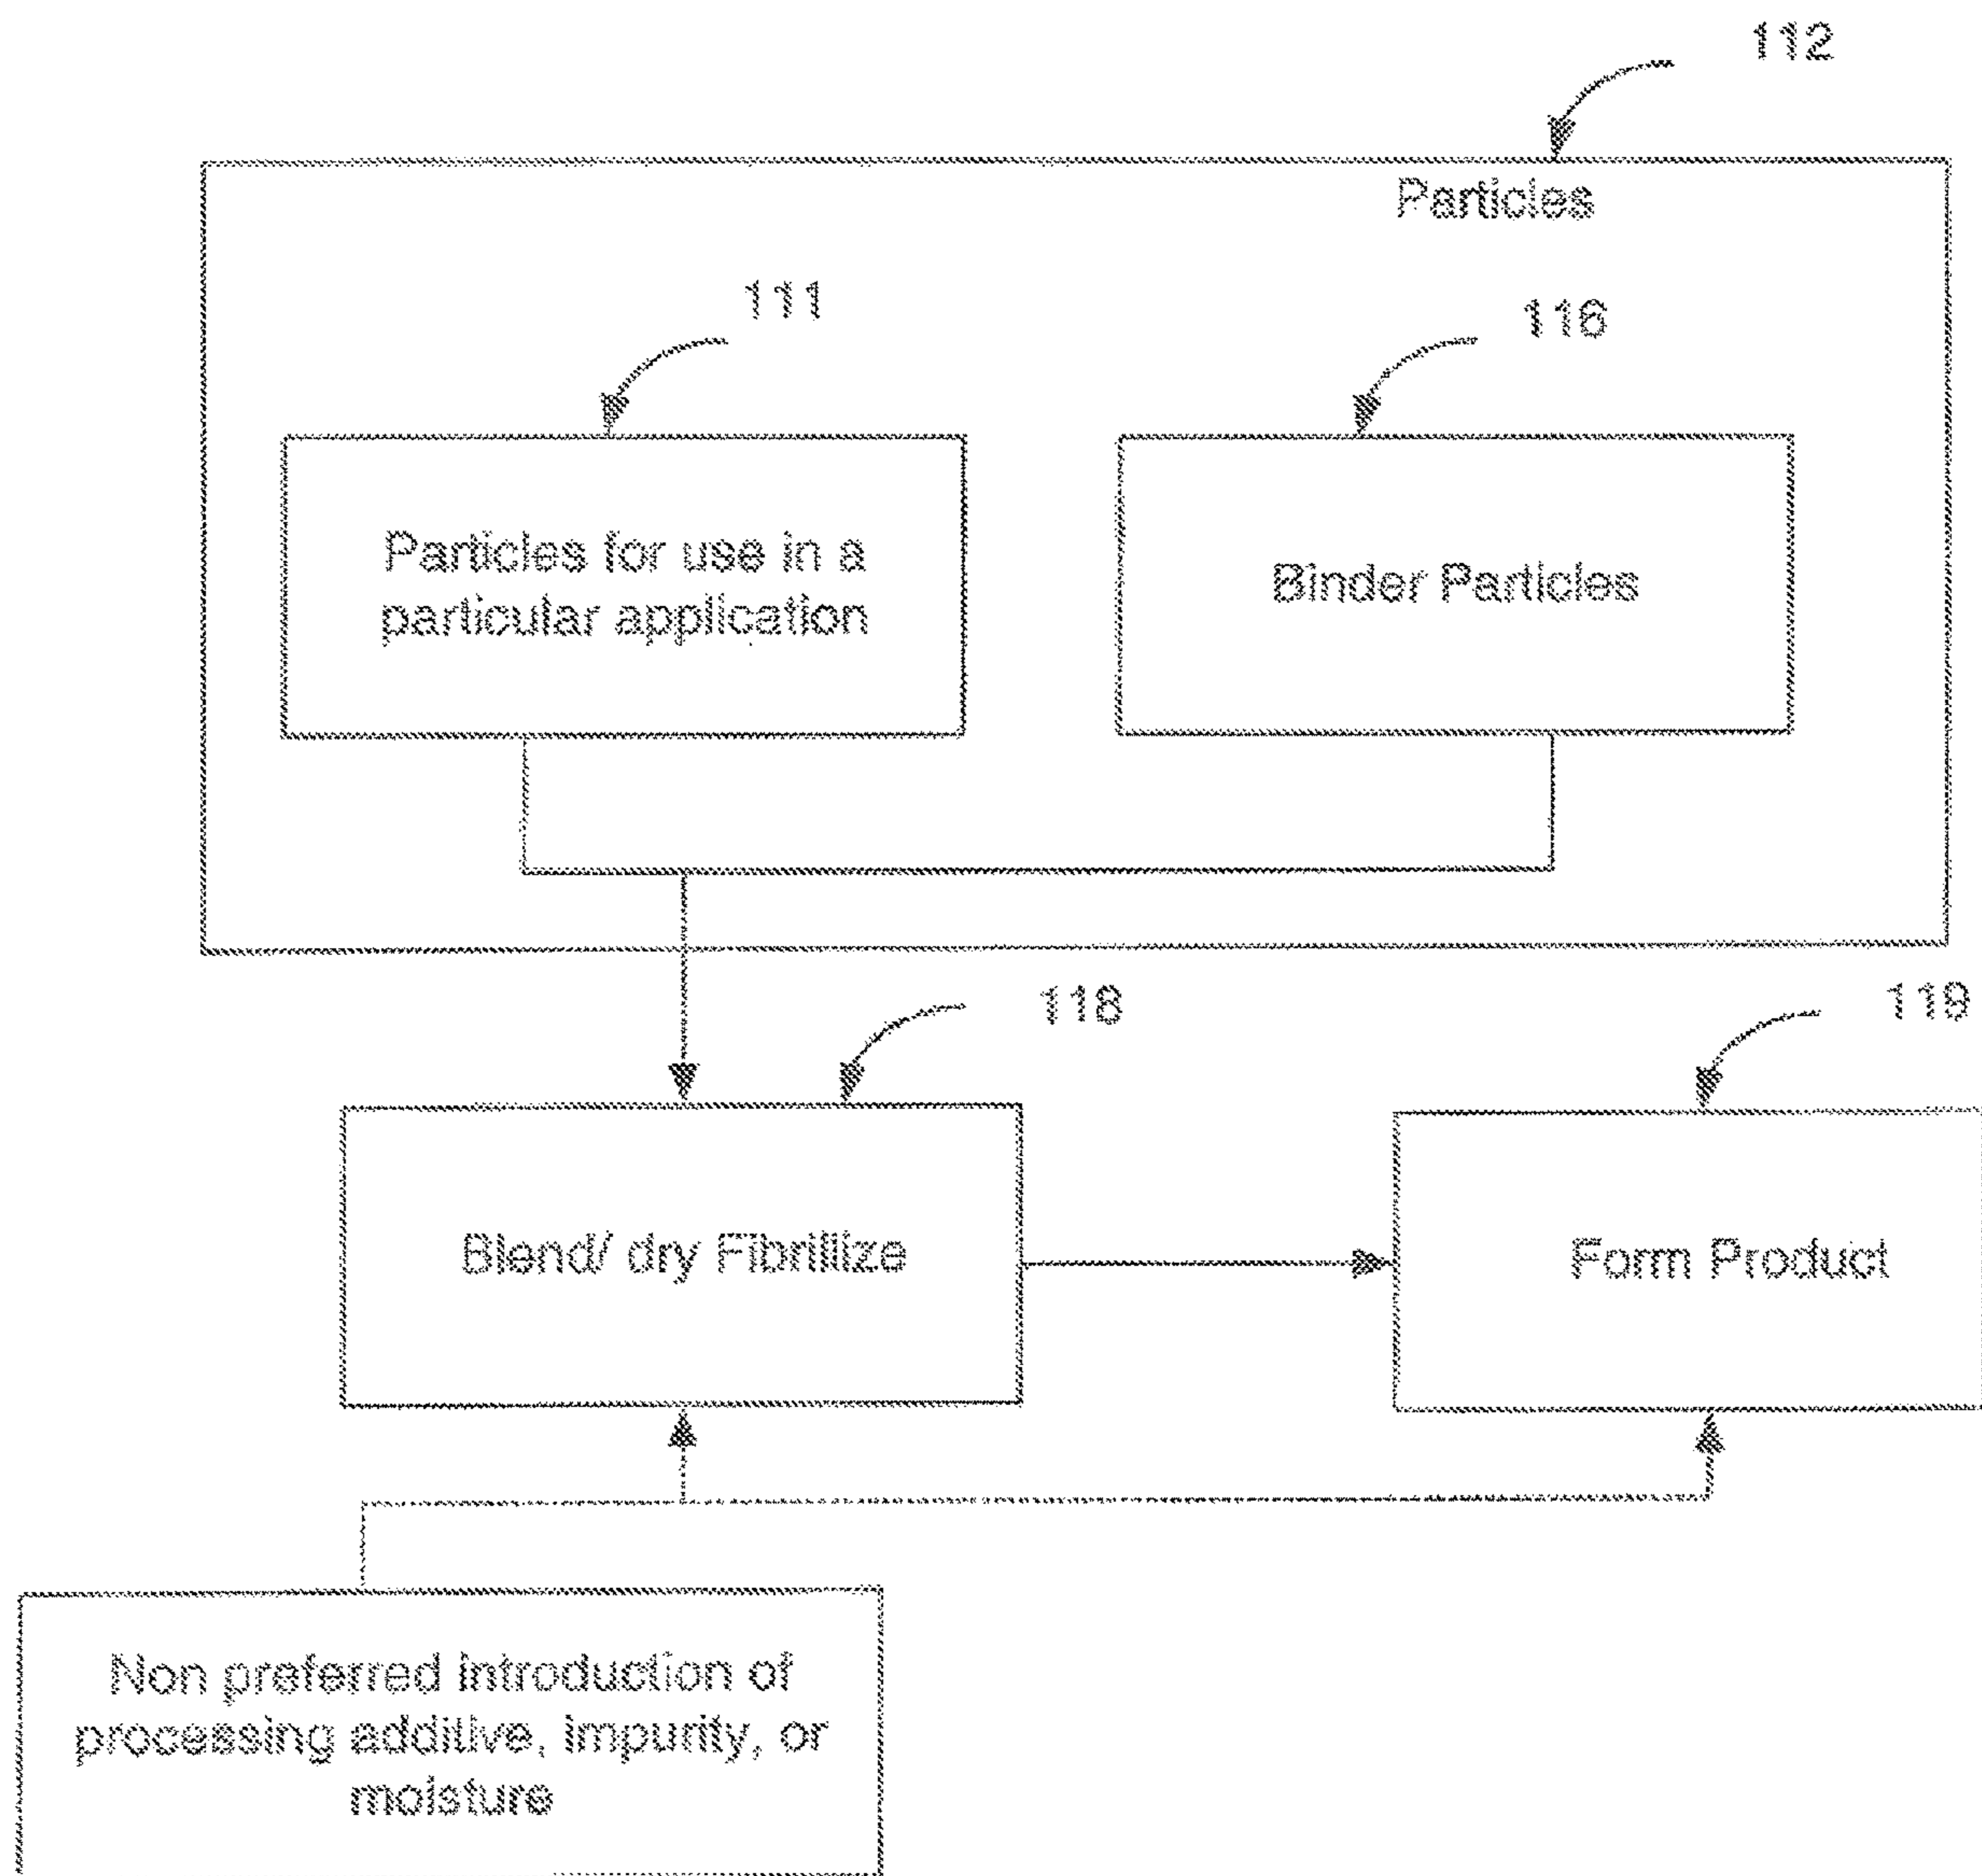 112
Particles
111
116
Particles for use in a
particular application
Binder Particles
118
119
Blend/ dry Fibrillize
Form Product
Non preferred introduction of
processing additive, impurity, or
moisture